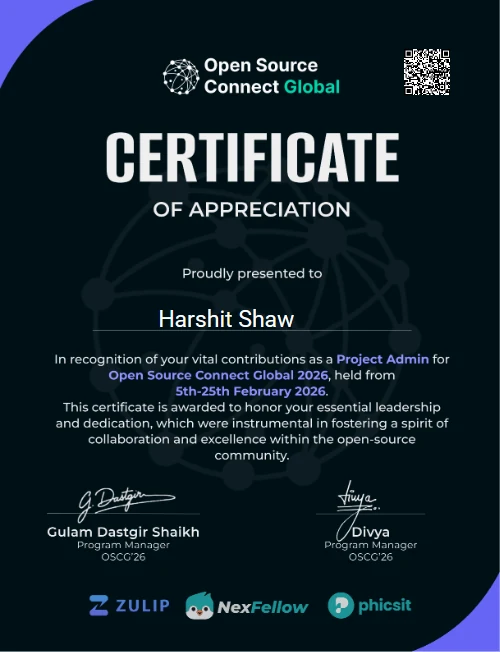 Open Source
Connect Global
CERTIFICATE
OF APPRECIATION
Proudly presented to
Harshit Shaw
In recognition of your vital contributions as a Project Admin for
Open Source Connect Global 2026, held from
5th-25th February 2026.
This certificate is awarded to honor your essential leadership
and dedication, which were instrumental in fostering a spirit of
collaboration and excellence within the open-source
community.
G. Dastgir
Divya
Gulam Dastgir Shaikh
Divya
Program Manager
Program Manager
OSCG'26
OSCG'26
ZULIP
NexFellow
phicsit